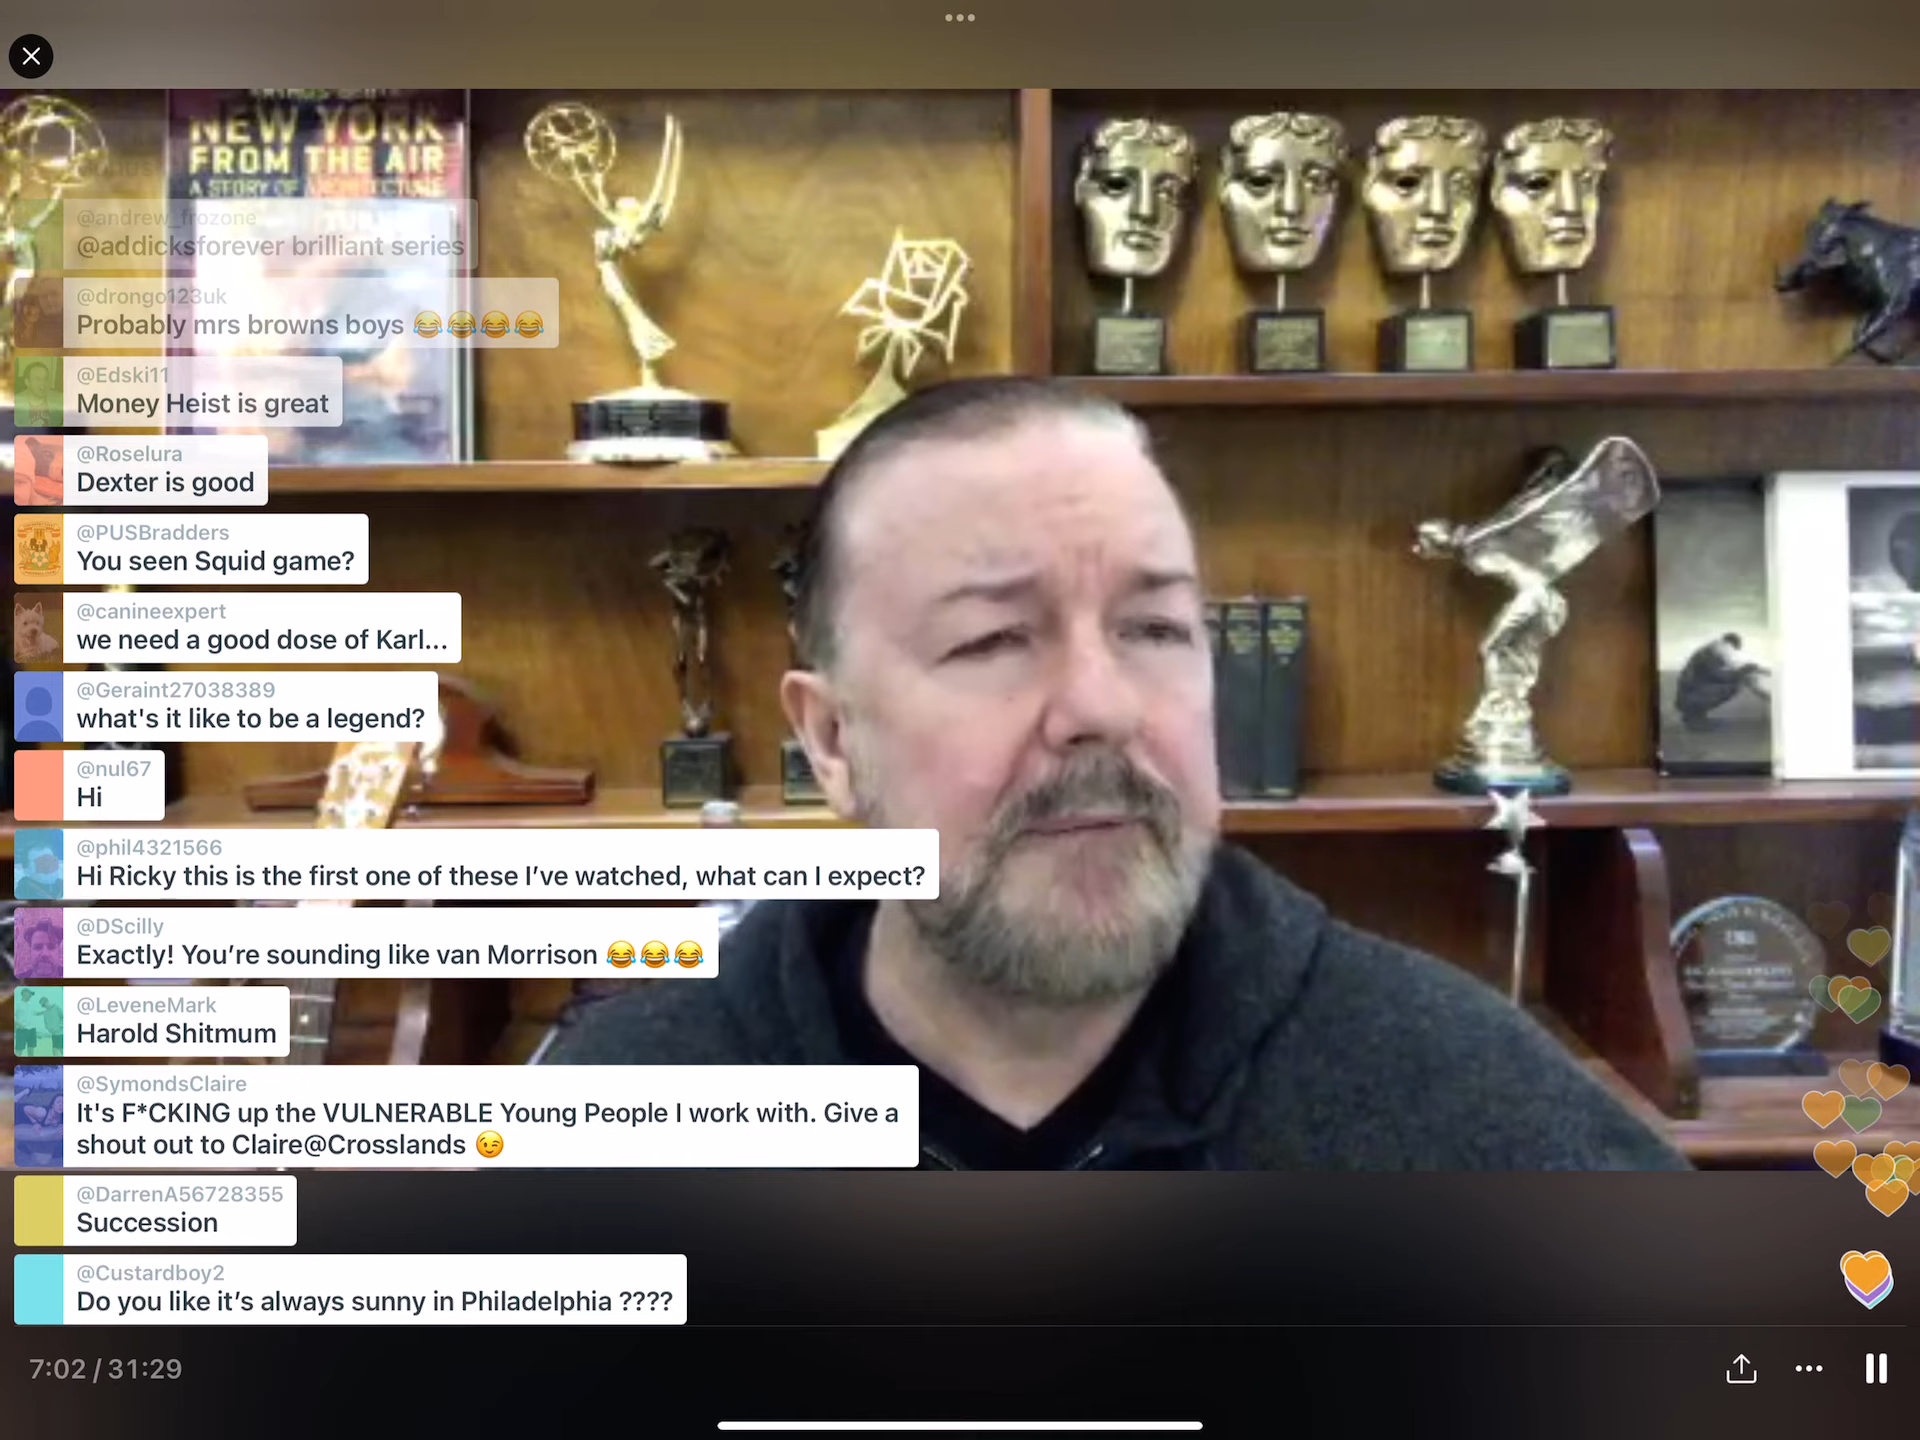 NEW YORK
FROM THE AIR
A STORY OF ARCHITECTURE
@andrew_frozone
@addicksforever brilliant series
@drongo123uk
Probably mrs browns boys 😂😂😂😂
@Edski11
Money Heist is great
@Roselura
Dexter is good
@PUSBradders
You seen Squid game?
@canineexpert
we need a good dose of Karl...
@Geraint27038389
what's it like to be a legend?
@nul67
Hi
@phil4321566
Hi Ricky this is the first one of these I’ve watched, what can I expect?
@DScilly
Exactly! You’re sounding like van Morrison 😂😂😂
@LeveneMark
Harold Shitmum
@SymondsClaire
It's F*CKING up the VULNERABLE Young People I work with. Give a
shout out to Claire@Crosslands 😉
@DarrenA56728355
Succession
@Custardboy2
Do you like it’s always sunny in Philadelphia ????
7:02 / 31:29